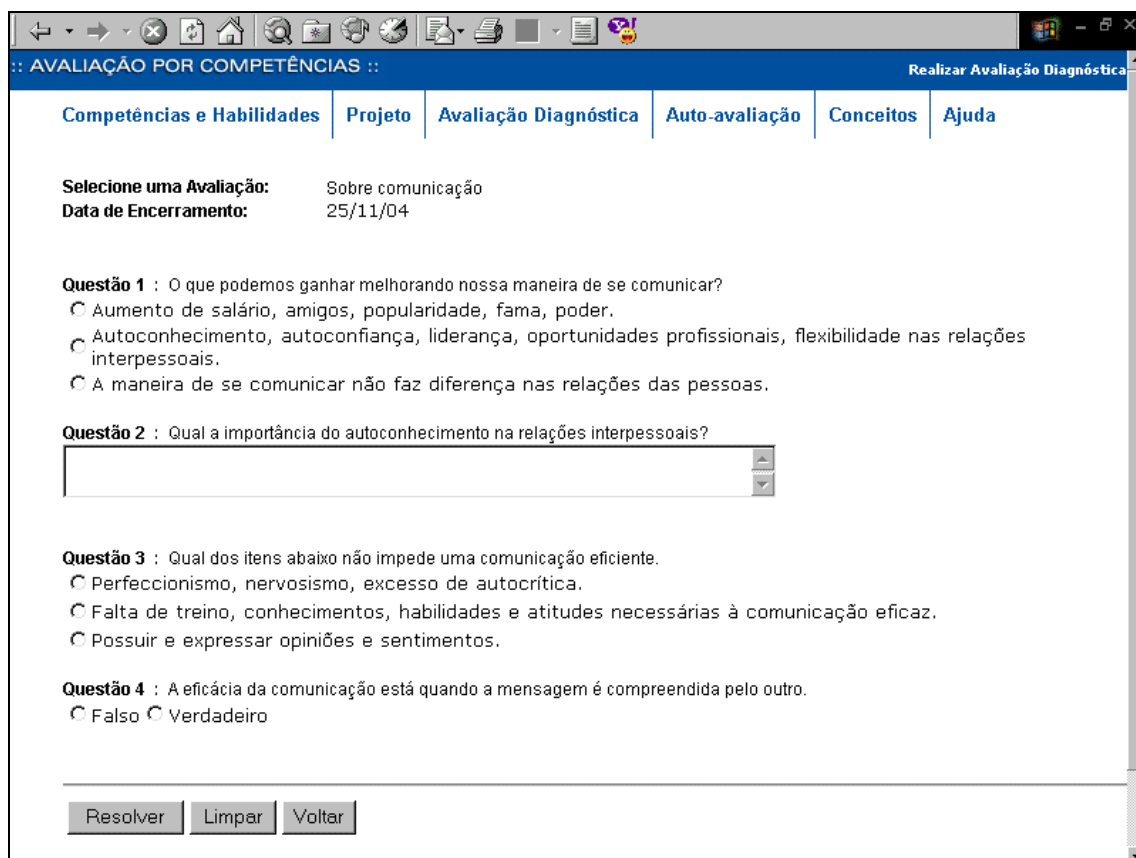 :: AVALIAÇÃO POR COMPETÊNCIAS ::
Realizar Avaliação Diagnóstica
Competências e Habilidades Projeto Avaliação Diagnóstica Auto-avaliação Conceitos Ajuda
Selecione uma Avaliação: Sobre comunicação
Data de Encerramento: 25/11/04
Questão 1 : O que podemos ganhar melhorando nossa maneira de se comunicar?
Aumento de salário, amigos, popularidade, fama, poder.
Autoconhecimento, autoconfiança, liderança, oportunidades profissionais, flexibilidade nas relações
interpessoais.
A maneira de se comunicar não faz diferença nas relações das pessoas.
Questão 2 : Qual a importância do autoconhecimento na relações interpessoais?
Questão 3 : Qual dos itens abaixo não impede uma comunicação eficiente.
Perfeccionismo, nervosismo, excesso de autocrítica.
Falta de treino, conhecimentos, habilidades e atitudes necessárias à comunicação eficaz.
Possuir e expressar opiniões e sentimentos.
Questão 4 : A eficácia da comunicação está quando a mensagem é compreendida pelo outro.
Falso Verdadeiro
Resolver Limpar Voltar